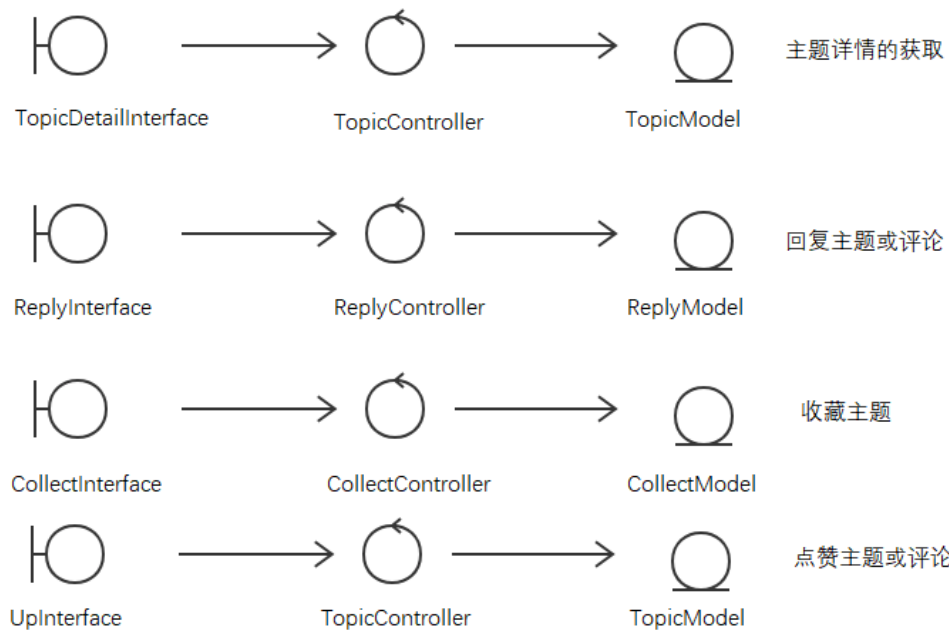 主题详情的获取
TopicDetailInterface TopicController TopicModel
回复主题或评论
ReplyInterface ReplyController ReplyModel
收藏主题
CollectInterface CollectController CollectModel
点赞主题或评论
UpInterface TopicController TopicModel